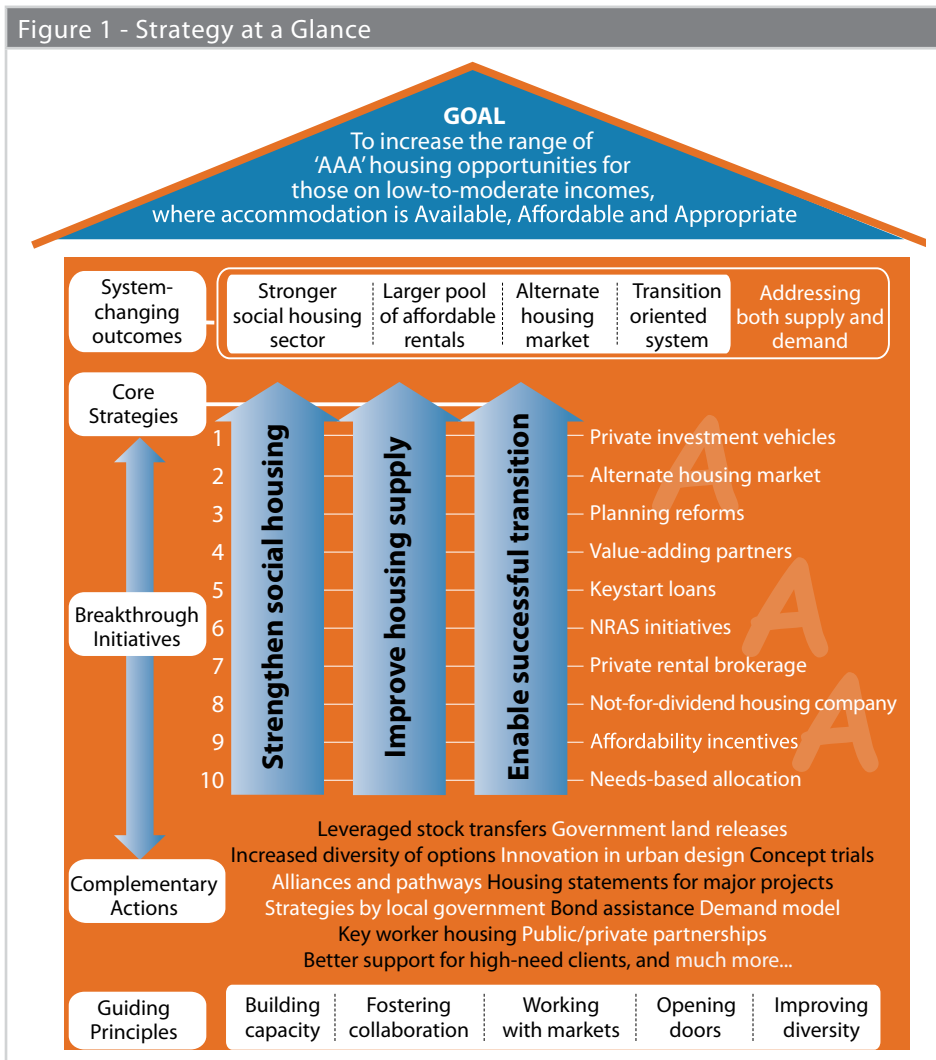 Figure 1 - Strategy at a Glance
GOAL
To increase the range of
‘AAA’ housing opportunities for
those on low-to-moderate incomes,
where accommodation is Available, Affordable and Appropriate
System-
changing
outcomes
Stronger
social housing
sector
Larger pool
of affordable
rentals
Alternate
housing
market
Transition
oriented
system
Addressing
both supply and
demand
Core
Strategies
Strengthen social housing
Improve housing supply
Enable successful transition
Breakthrough
Initiatives
1 Private investment vehicles
2 Alternate housing market
3 Planning reforms
4 Value-adding partners
5 Keystart loans
6 NRAS initiatives
7 Private rental brokerage
8 Not-for-dividend housing company
9 Affordability incentives
10 Needs-based allocation
A
A
A
Complementary
Actions
Leveraged stock transfers Government land releases
Increased diversity of options Innovation in urban design Concept trials
Alliances and pathways Housing statements for major projects
Strategies by local government Bond assistance Demand model
Key worker housing Public/private partnerships
Better support for high-need clients, and much more...
Guiding
Principles
Building
capacity
Fostering
collaboration
Working
with markets
Opening
doors
Improving
diversity